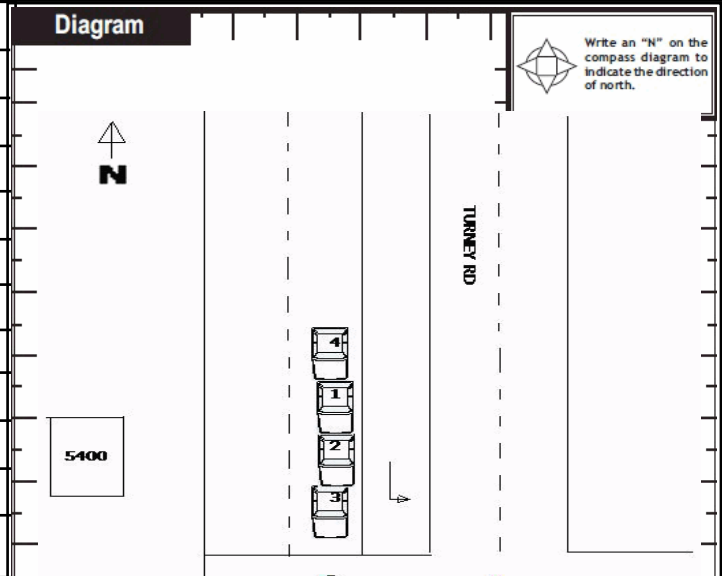 Diagram
Write an “N” on the
compass diagram to
indicate the direction
of north.
N
TURNEY RD
4
1
5400
2
3